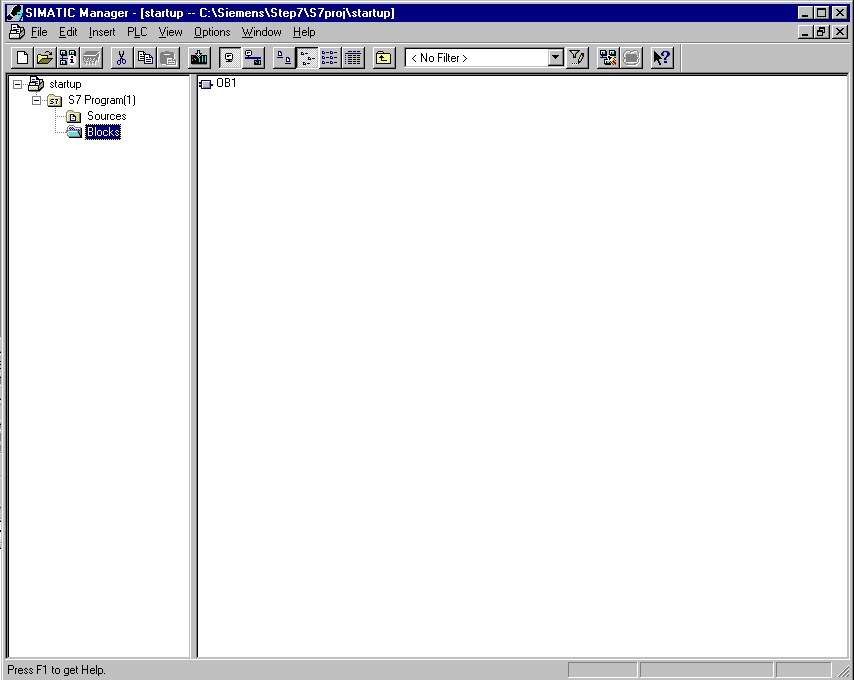 SIMATIC Manager - [startup -- C:\Siemens\Step7\S7proj\startup]
File Edit Insert PLC View Options Window Help
< No Filter >
startup
S7 Program(1)
Sources
Blocks
OB1
Press F1 to get Help.